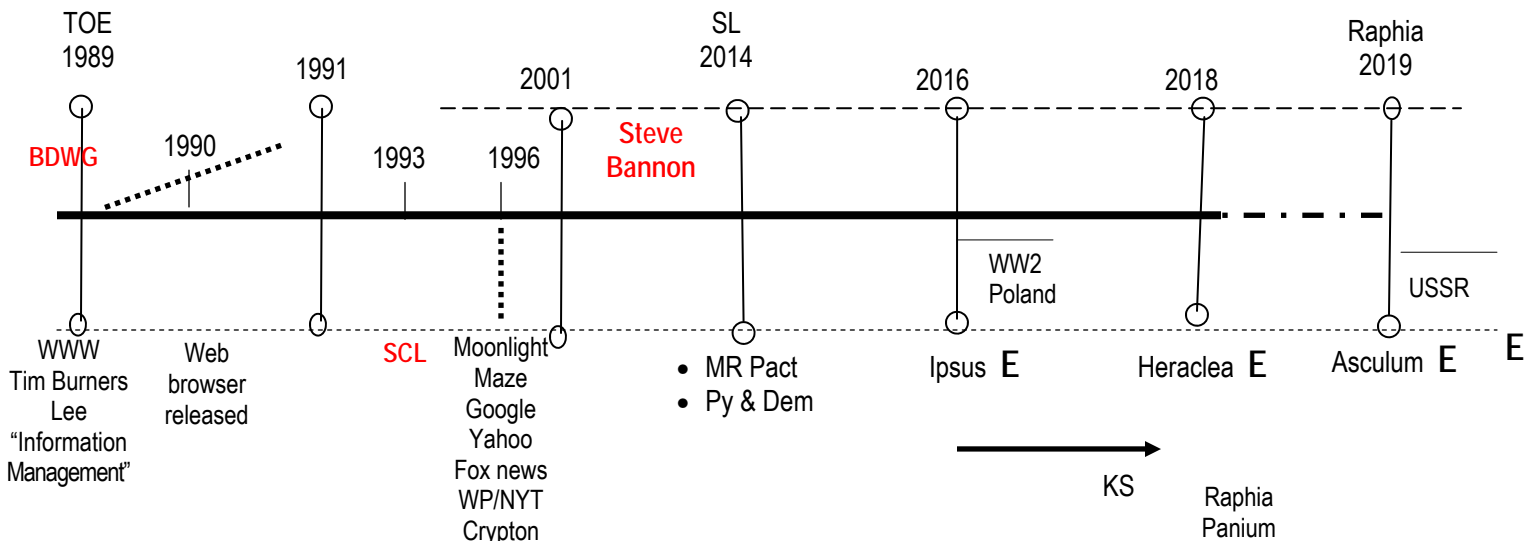 TOE
1989
1991
2001
SL
2014
2016
2018
Raphia
2019
BDWG
1990
1993
1996
Steve
Bannon
WW2
Poland
USSR
WWW
Tim Burners
Lee
“Information
Management”
Web
browser
released
SCL
Moonlight
Maze
Google
Yahoo
Fox news
WP/NYT
Crypton
• MR Pact
• Py & Dem
Ipsus E
Heraclea E
Asculum E
E
KS
Raphia
Panium